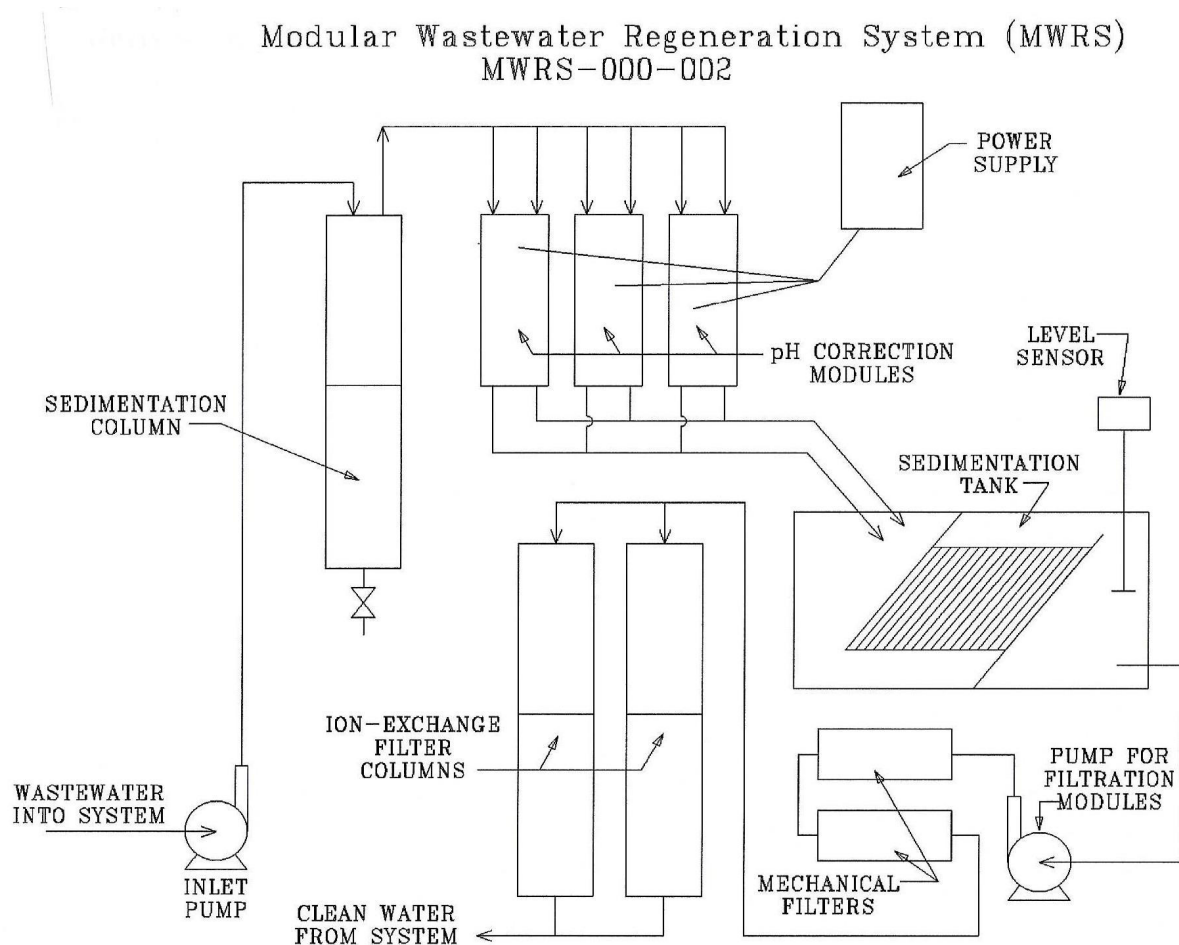 Modular Wastewater Regeneration System (MWRS)
MWRS-000-002
POWER
SUPPLY
LEVEL
SENSOR
pH CORRECTION
MODULES
SEDIMENTATION
COLUMN
SEDIMENTATION
TANK
ION-EXCHANGE
FILTER
COLUMNS
PUMP FOR
FILTRATION
MODULES
WASTEWATER
INTO SYSTEM
INLET
PUMP
MECHANICAL
FILTERS
CLEAN WATER
FROM SYSTEM